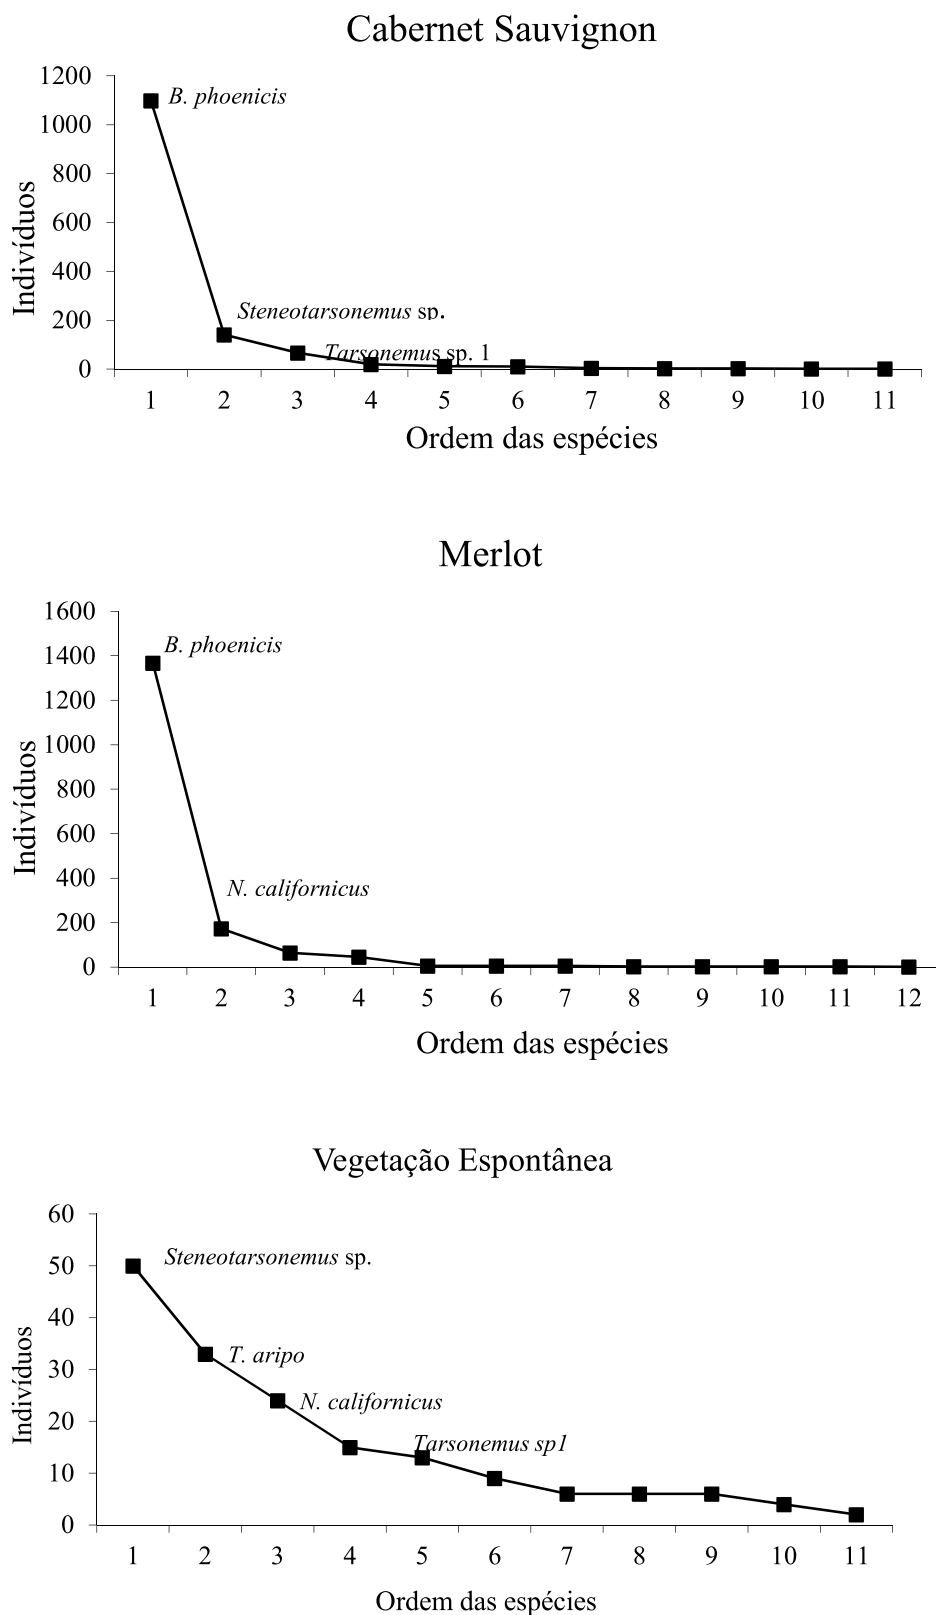 Cabernet Sauvignon
1200
1000
800
600
400
200
0
Indivíduos
B. phoenicis
Steneotarsonemus sp.
Tarsonemus sp. 1
1 2 3 4 5 6 7 8 9 10 11
Ordem das espécies
Merlot
1600
1400
1200
1000
800
600
400
200
0
Indivíduos
B. phoenicis
N. californicus
1 2 3 4 5 6 7 8 9 10 11 12
Ordem das espécies
Vegetação Espontânea
60
50
40
30
20
10
0
Indivíduos
Steneotarsonemus sp.
T. aripo
N. californicus
Tarsonemus sp1
1 2 3 4 5 6 7 8 9 10 11
Ordem das espécies